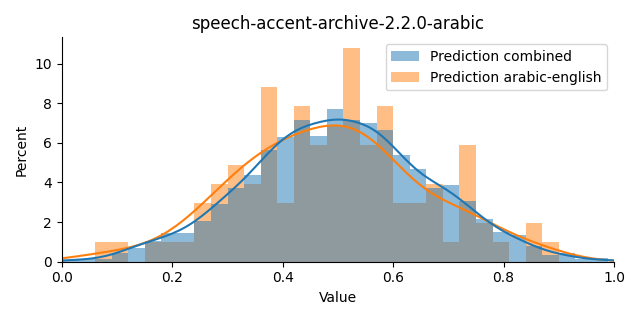 speech-accent-archive-2.2.0-arabic
Prediction combined
Prediction arabic-english
Percent
10
8
6
4
2
0
0.0 0.2 0.4 0.6 0.8 1.0
Value